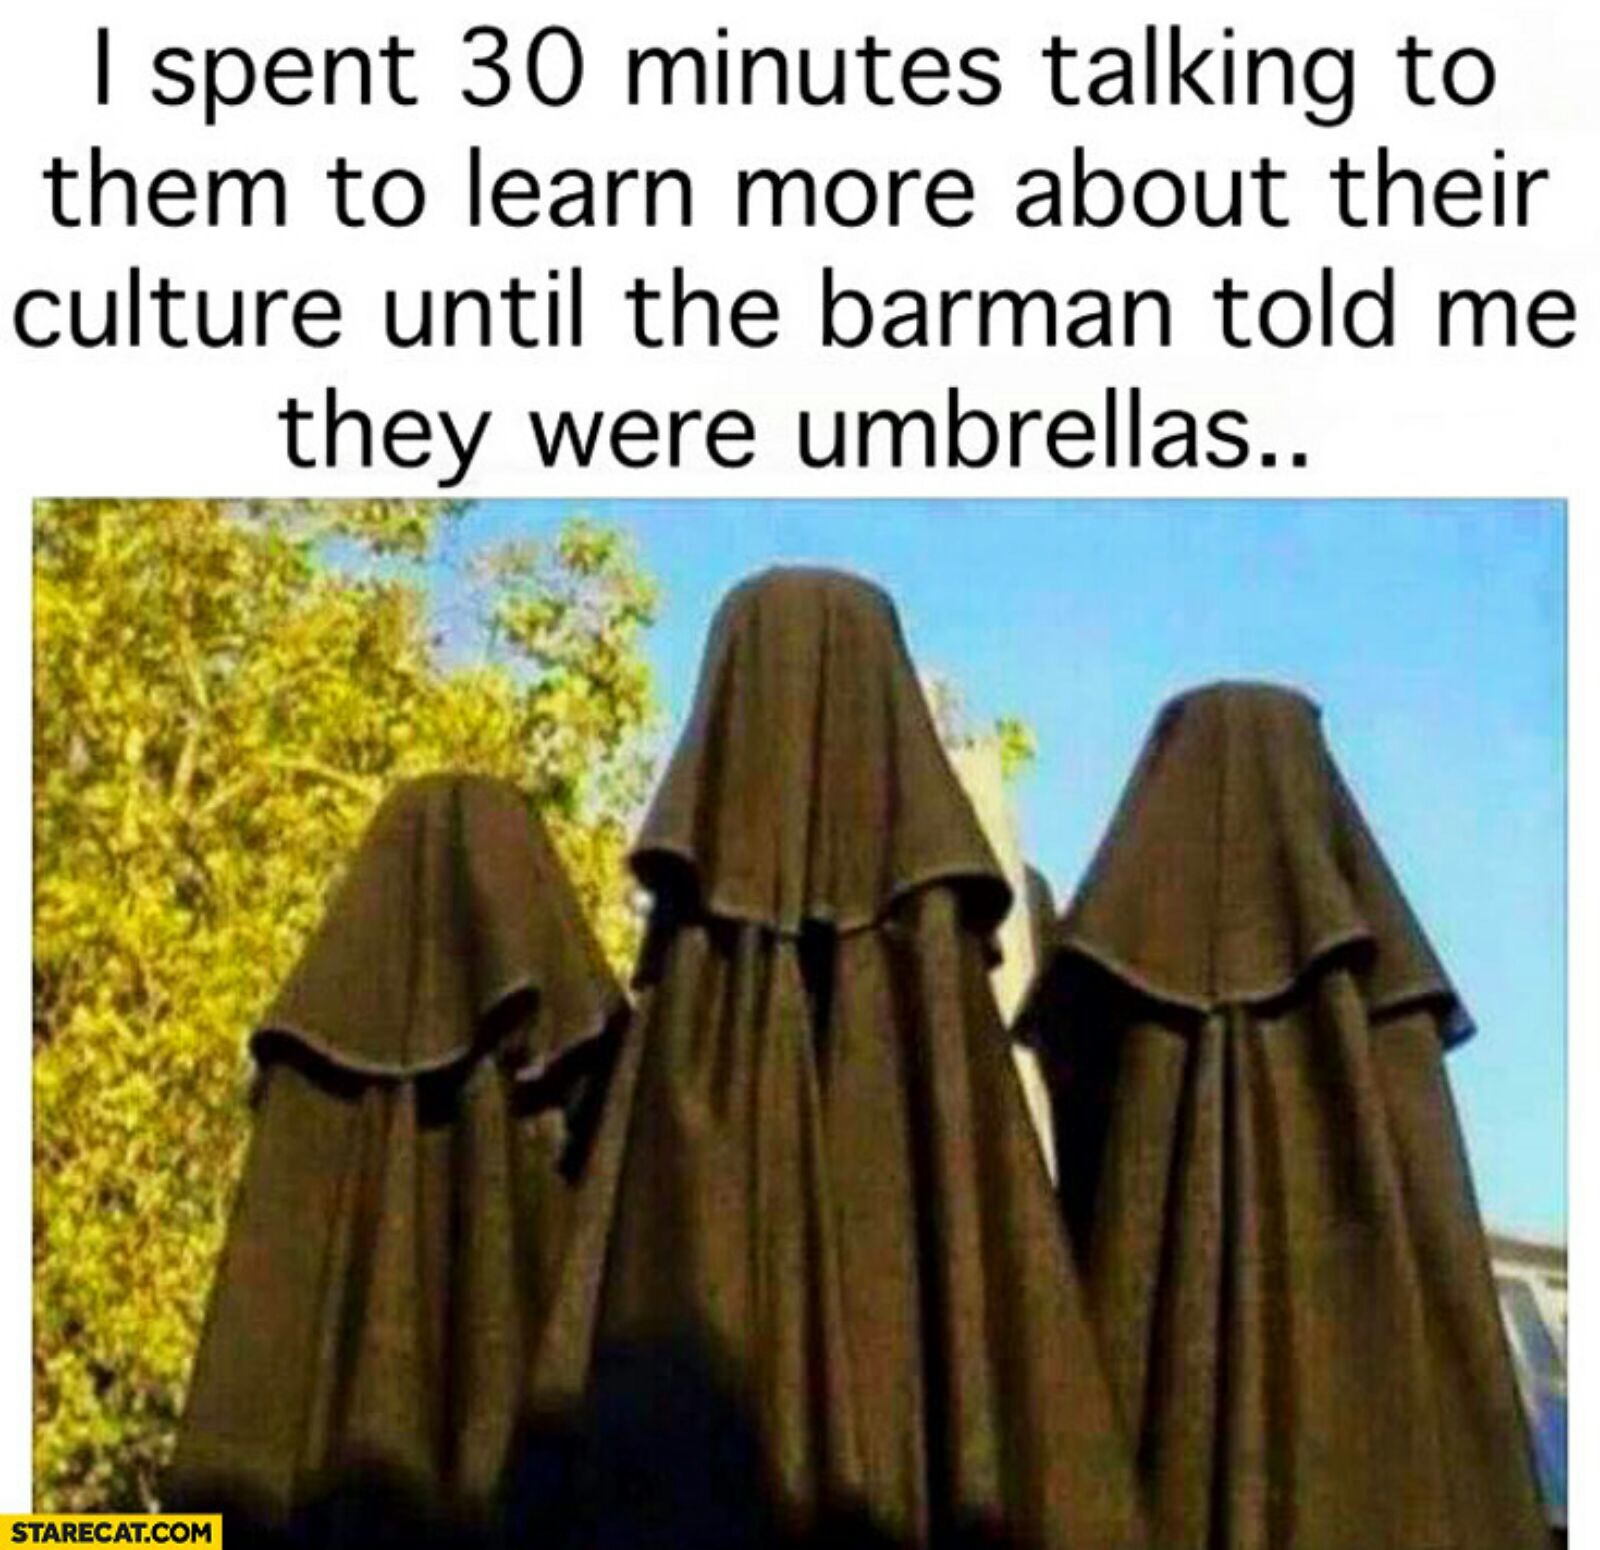 I spent 30 minutes talking to
them to learn more about their
culture until the barman told me
they were umbrellas..
STARECAT.COM